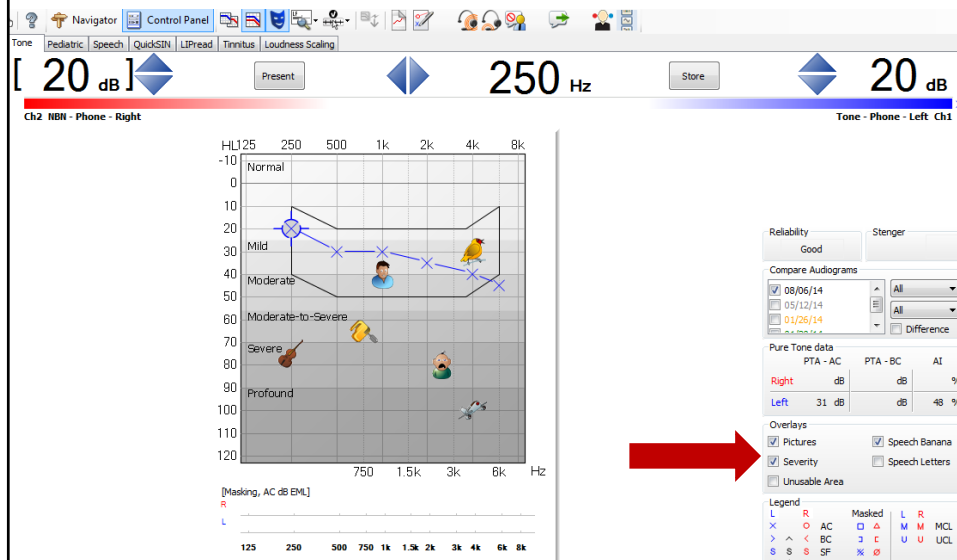 Navigator Control Panel
Tone Pediatric Speech QuickSIN LIPread Tinnitus Loudness Scaling
[ 20 dB ] Present 250 Hz Store 20 dB
Ch2 NBN - Phone - Right Tone - Phone - Left Ch1
HL 125 250 500 1k 2k 4k 8k
-10
Normal
0
10
20
30
Mild
40
Moderate
50
60
Moderate-to-Severe
70
Severe
80
90
Profound
100
110
120
750 1.5k 3k 6k Hz
[Masking, AC dB EML]
R
L
125 250 500 750 1k 1.5k 2k 3k 4k 6k 8k
Reliability Stenger
Good
Compare Audiograms
08/06/14 All
05/12/14 All
01/26/14 Difference
Pure Tone data
PTA - AC PTA - BC AI
Right dB dB %
Left 31 dB dB 48 %
Overlays
Pictures Speech Banana
Severity Speech Letters
Unusable Area
Legend
L R Masked L R
X O AC □ △ M M MCL
> ^ < BC ] [ U U UCL
S S S SF